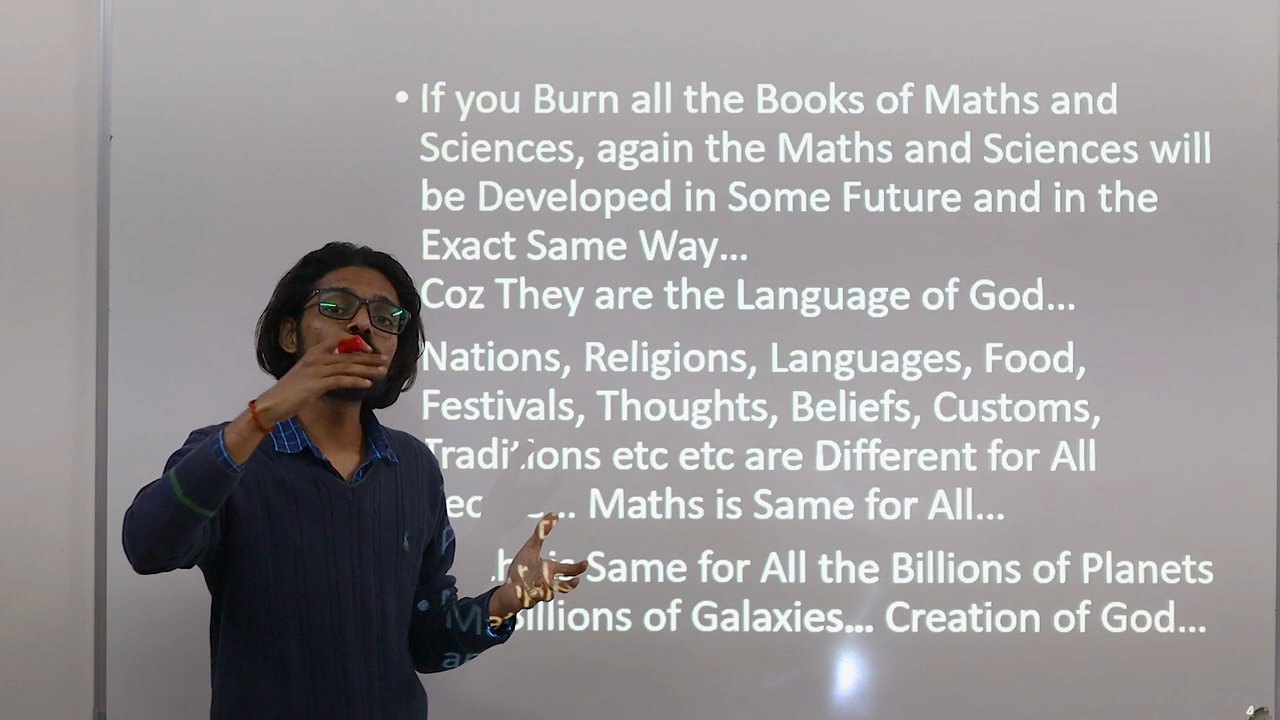 • If you Burn all the Books of Maths and
Sciences, again the Maths and Sciences will
be Developed in Some Future and in the
Exact Same Way...
Coz They are the Language of God...
Nations, Religions, Languages, Food,
Festivals, Thoughts, Beliefs, Customs,
etc etc are Different for All
... Maths is Same for All...
Same for All the Billions of Planets
Billions of Galaxies... Creation of God...